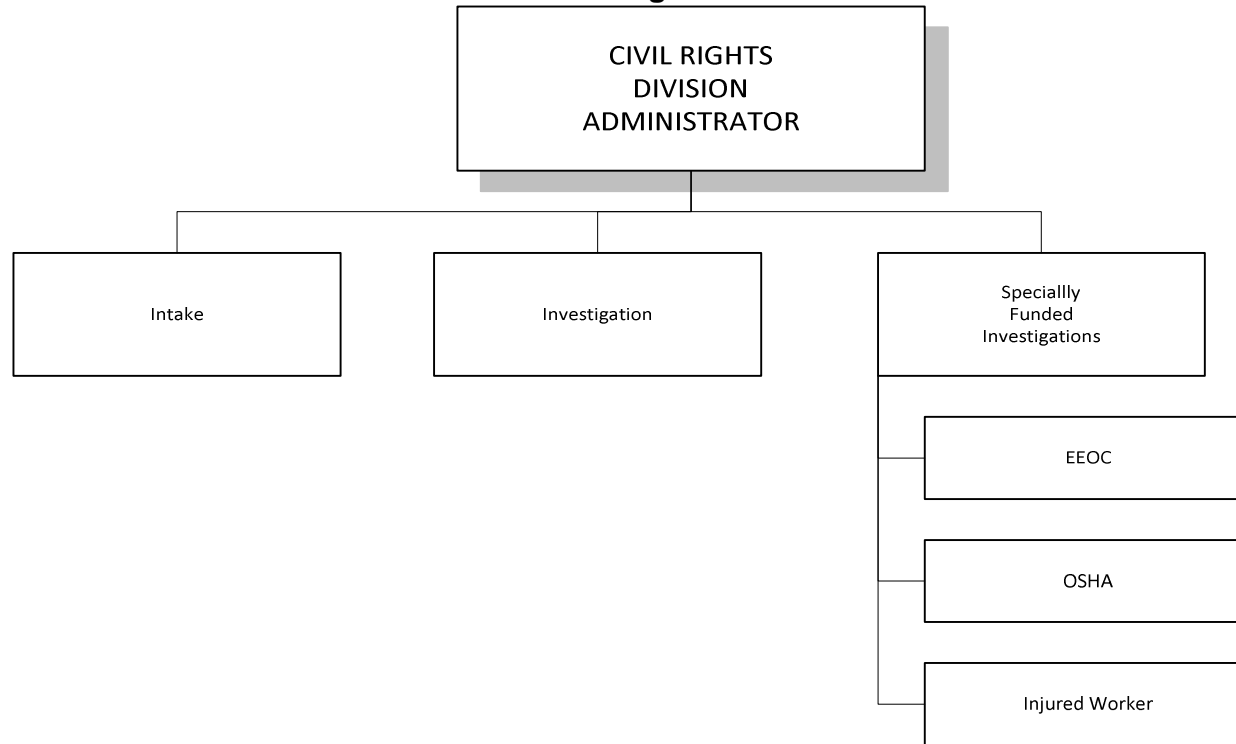 CIVIL RIGHTS
DIVISION
ADMINISTRATOR
Intake
Investigation
Speciallly
Funded
Investigations
EEOC
OSHA
Injured Worker